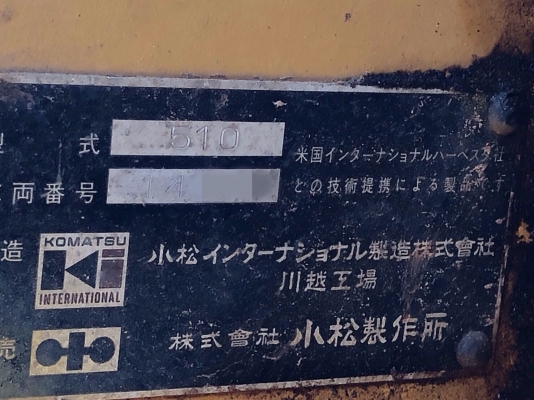 型 式 510
両番号 14
米国インターナショナルハーベスタ社
との技術提携による製品です
造 KOMATSU
INTERNATIONAL
小松インターナショナル製造株式會社
川越工場
売 株式會社 小松製作所